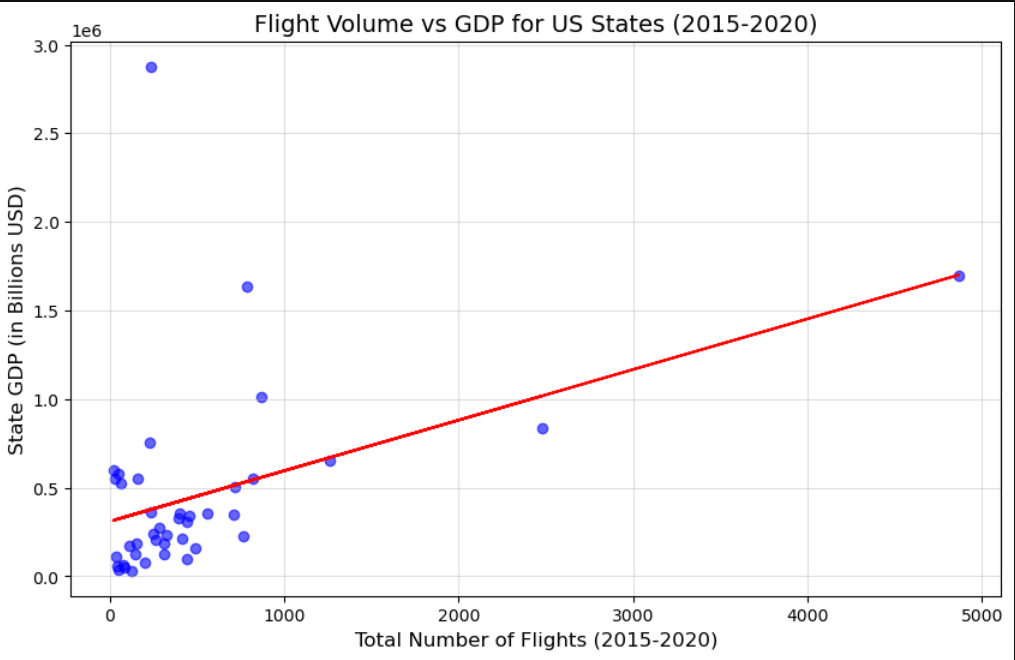 Flight Volume vs GDP for US States (2015-2020)
1e6
3.0
2.5
2.0
1.5
1.0
0.5
0.0
State GDP (in Billions USD)
0 1000 2000 3000 4000 5000
Total Number of Flights (2015-2020)